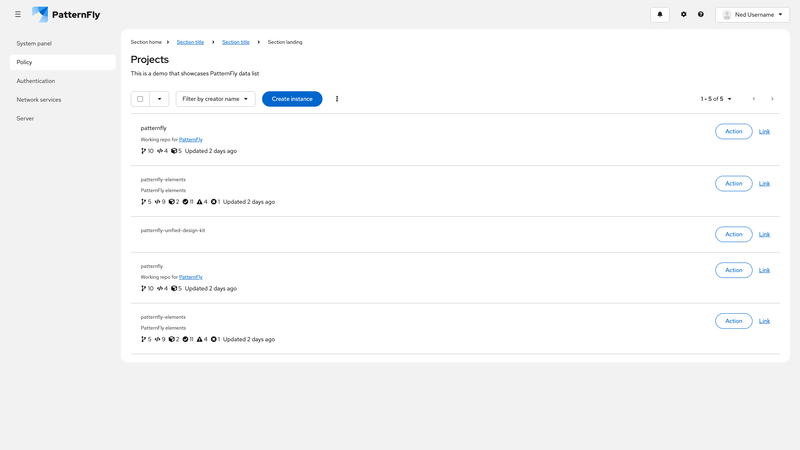 PatternFly
Ned Username
System panel
Policy
Authentication
Network services
Server
Section home Section title Section title Section landing
Projects
This is a demo that showcases PatternFly data list
Filter by creator name Create instance 1 - 5 of 5
patternfly
Working repo for PatternFly
10 4 5 Updated 2 days ago
Action Link
patternfly-elements
PatternFly elements
5 9 2 11 4 1 Updated 2 days ago
Action Link
patternfly-unified-design-kit
Action Link
patternfly
Working repo for PatternFly
10 4 5 Updated 2 days ago
Action Link
patternfly-elements
PatternFly elements
5 9 2 11 4 1 Updated 2 days ago
Action Link